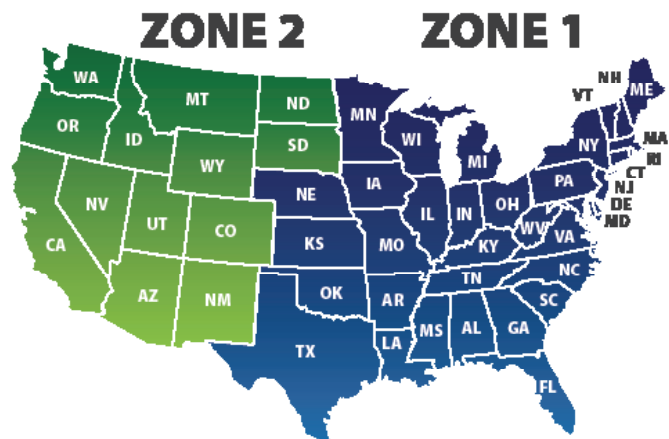 ZONE 2 ZONE 1
WA
MT
ND
MN
NH
VT
ME
OR
ID
SD
WI
MI
NY
MA
RI
CT
WY
NE
IA
PA
NJ
DE
MD
NV
UT
CO
IL
IN
OH
WV
VA
CA
KS
MO
KY
NC
TN
AZ
NM
OK
AR
SC
MS
AL
GA
TX
LA
FL